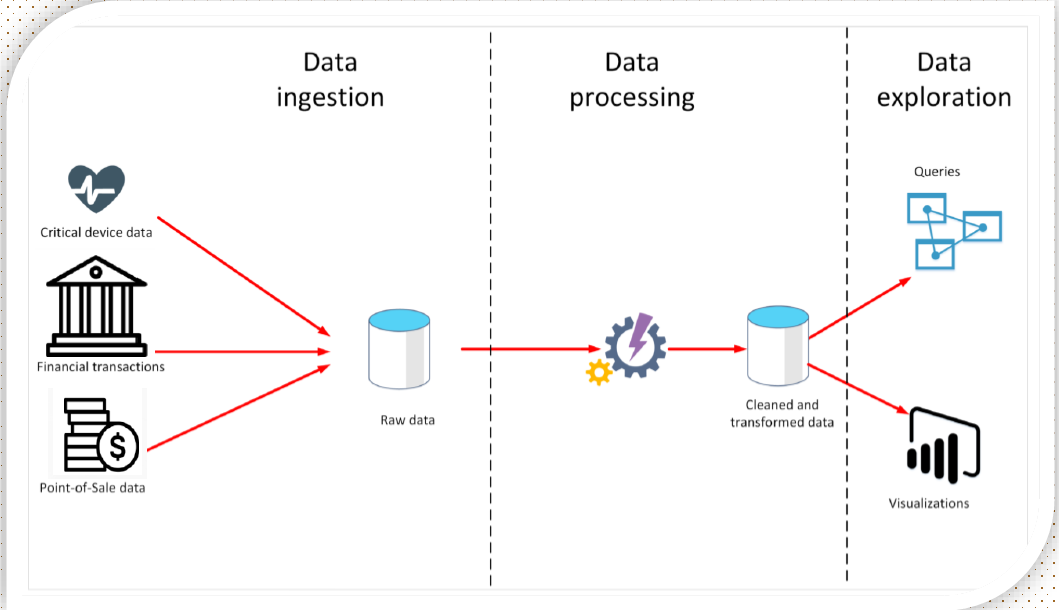 Data
ingestion
Data
processing
Data
exploration
Critical device data
Financial transactions
$
Point-of-Sale data
Raw data
Cleaned and
transformed data
Queries
Visualizations